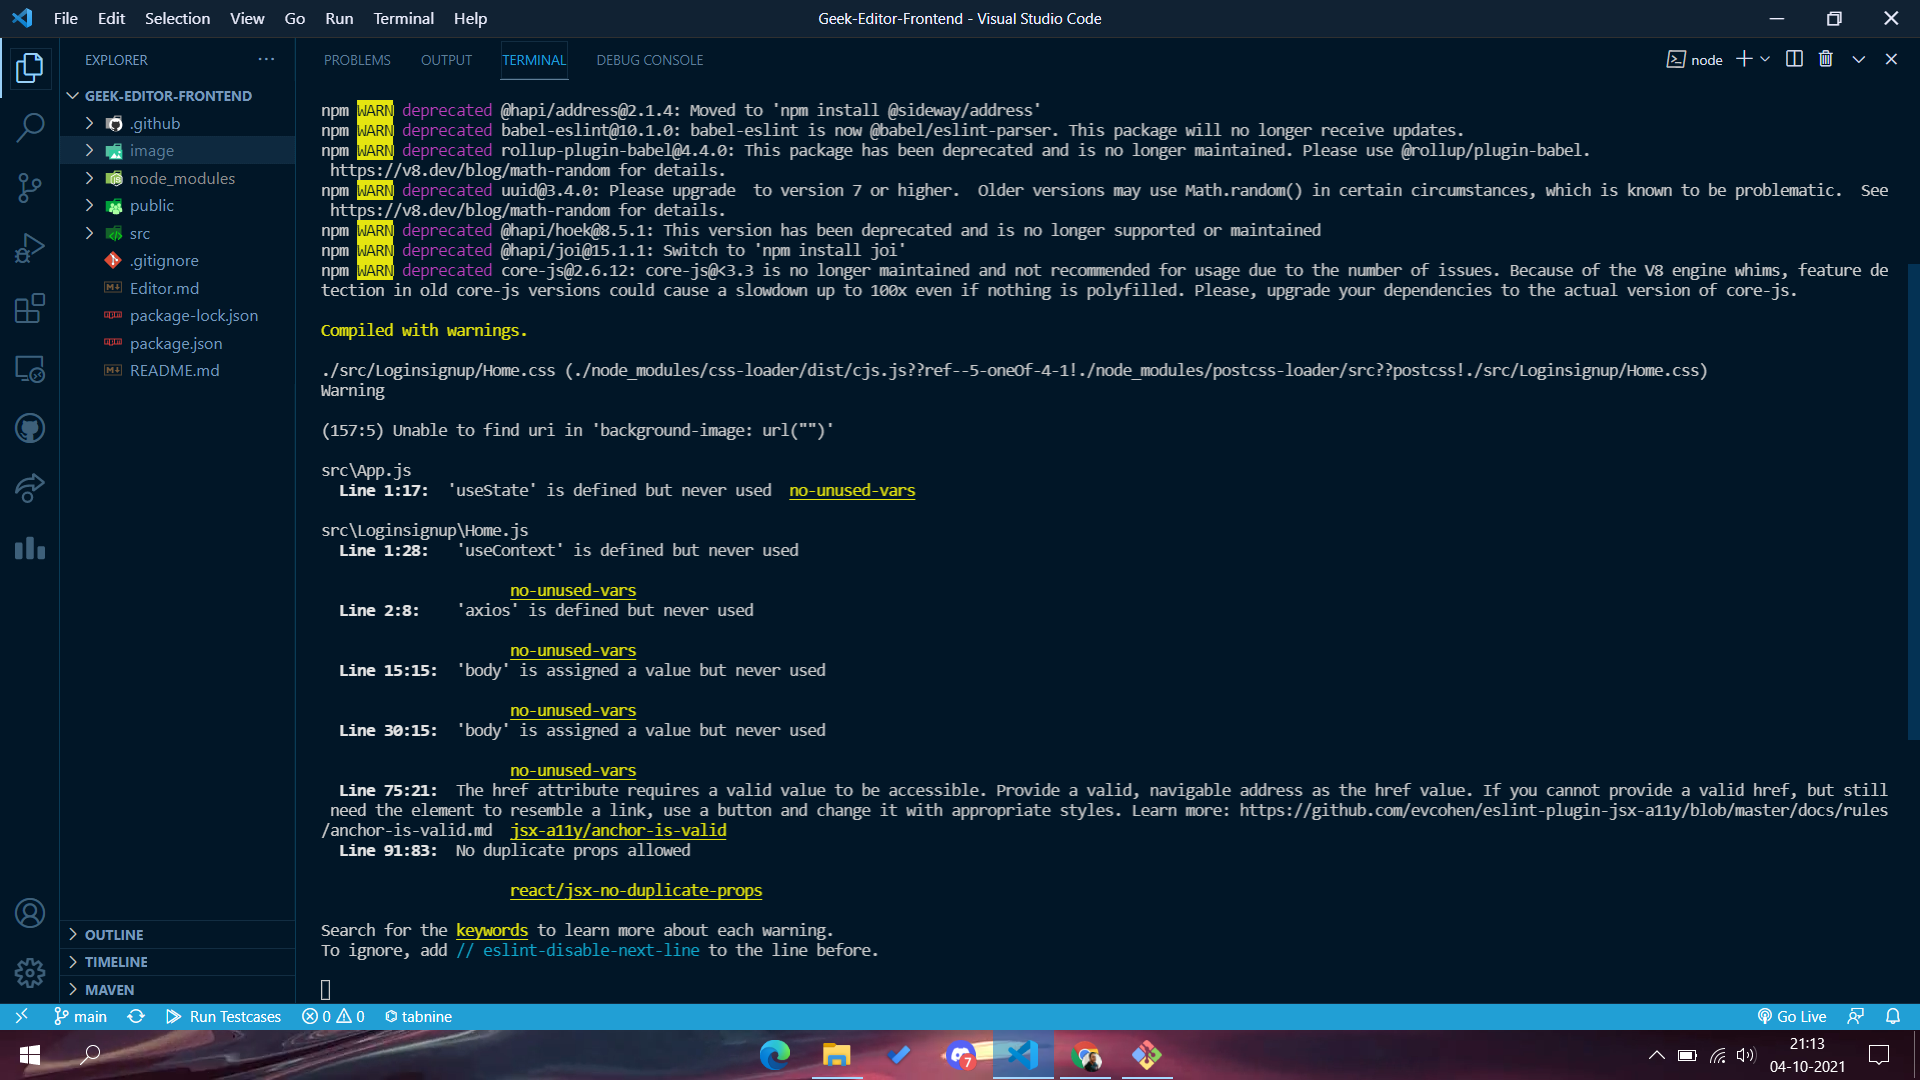 File Edit Selection View Go Run Terminal Help
Geek-Editor-Frontend - Visual Studio Code
EXPLORER
GEEK-EDITOR-FRONTEND
.github
image
node_modules
public
src
.gitignore
Editor.md
package-lock.json
package.json
README.md
OUTLINE
TIMELINE
MAVEN
PROBLEMS OUTPUT TERMINAL DEBUG CONSOLE
node
npm WARN deprecated @hapi/address@2.1.4: Moved to 'npm install @sideway/address'
npm WARN deprecated babel-eslint@10.1.0: babel-eslint is now @babel/eslint-parser. This package will no longer receive updates.
npm WARN deprecated rollup-plugin-babel@4.4.0: This package has been deprecated and is no longer maintained. Please use @rollup/plugin-babel.
https://v8.dev/blog/math-random for details.
npm WARN deprecated uuid@3.4.0: Please upgrade  to version 7 or higher.  Older versions may use Math.random() in certain circumstances, which is known to be problematic.  See
https://v8.dev/blog/math-random for details.
npm WARN deprecated @hapi/hoek@8.5.1: This version has been deprecated and is no longer supported or maintained
npm WARN deprecated @hapi/joi@15.1.1: Switch to 'npm install joi'
npm WARN deprecated core-js@2.6.12: core-js@<3.3 is no longer maintained and not recommended for usage due to the number of issues. Because of the V8 engine whims, feature de
tection in old core-js versions could cause a slowdown up to 100x even if nothing is polyfilled. Please, upgrade your dependencies to the actual version of core-js.
Compiled with warnings.
./src/Loginsignup/Home.css (./node_modules/css-loader/dist/cjs.js??ref--5-oneOf-4-1!./node_modules/postcss-loader/src??postcss!./src/Loginsignup/Home.css)
Warning
(157:5) Unable to find uri in 'background-image: url("")'
src\App.js
Line 1:17:  'useState' is defined but never used  no-unused-vars
src\Loginsignup\Home.js
Line 1:28:   'useContext' is defined but never used
no-unused-vars
Line 2:8:    'axios' is defined but never used
no-unused-vars
Line 15:15:  'body' is assigned a value but never used
no-unused-vars
Line 30:15:  'body' is assigned a value but never used
no-unused-vars
Line 75:21:  The href attribute requires a valid value to be accessible. Provide a valid, navigable address as the href value. If you cannot provide a valid href, but still
need the element to resemble a link, use a button and change it with appropriate styles. Learn more: https://github.com/evcohen/eslint-plugin-jsx-a11y/blob/master/docs/rules
/anchor-is-valid.md  jsx-a11y/anchor-is-valid
Line 91:83:  No duplicate props allowed
react/jsx-no-duplicate-props
Search for the keywords to learn more about each warning.
To ignore, add // eslint-disable-next-line to the line before.
main Run Testcases 0 0 tabnine Go Live
7
21:13
04-10-2021